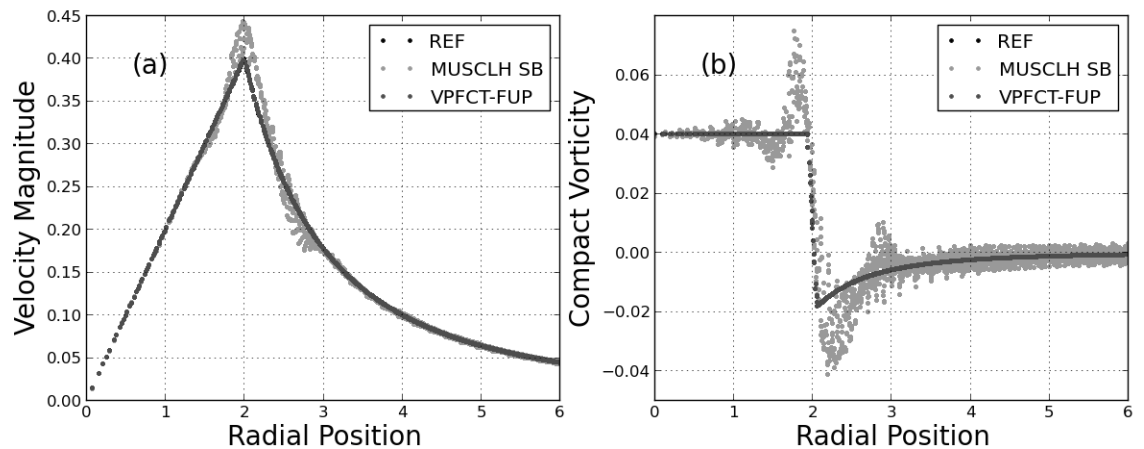 0.45
0.40
0.35
0.30
0.25
0.20
0.15
0.10
0.05
0.00
0 1 2 3 4 5 6
Velocity Magnitude
Radial Position
(a)
REF
MUSCLH SB
VPFCT-FUP
0.06
0.04
0.02
0.00
−0.02
−0.04
0 1 2 3 4 5 6
Compact Vorticity
Radial Position
(b)
REF
MUSCLH SB
VPFCT-FUP